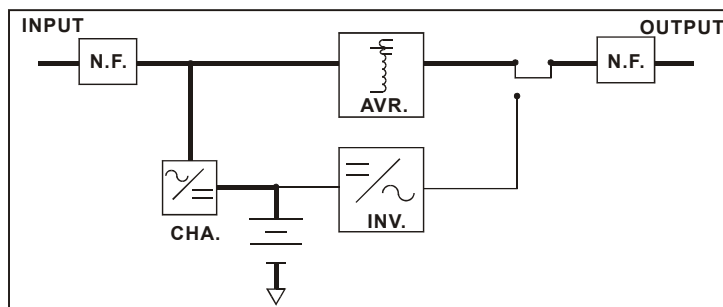 INPUT
OUTPUT
N.F.
N.F.
AVR.
CHA.
INV.